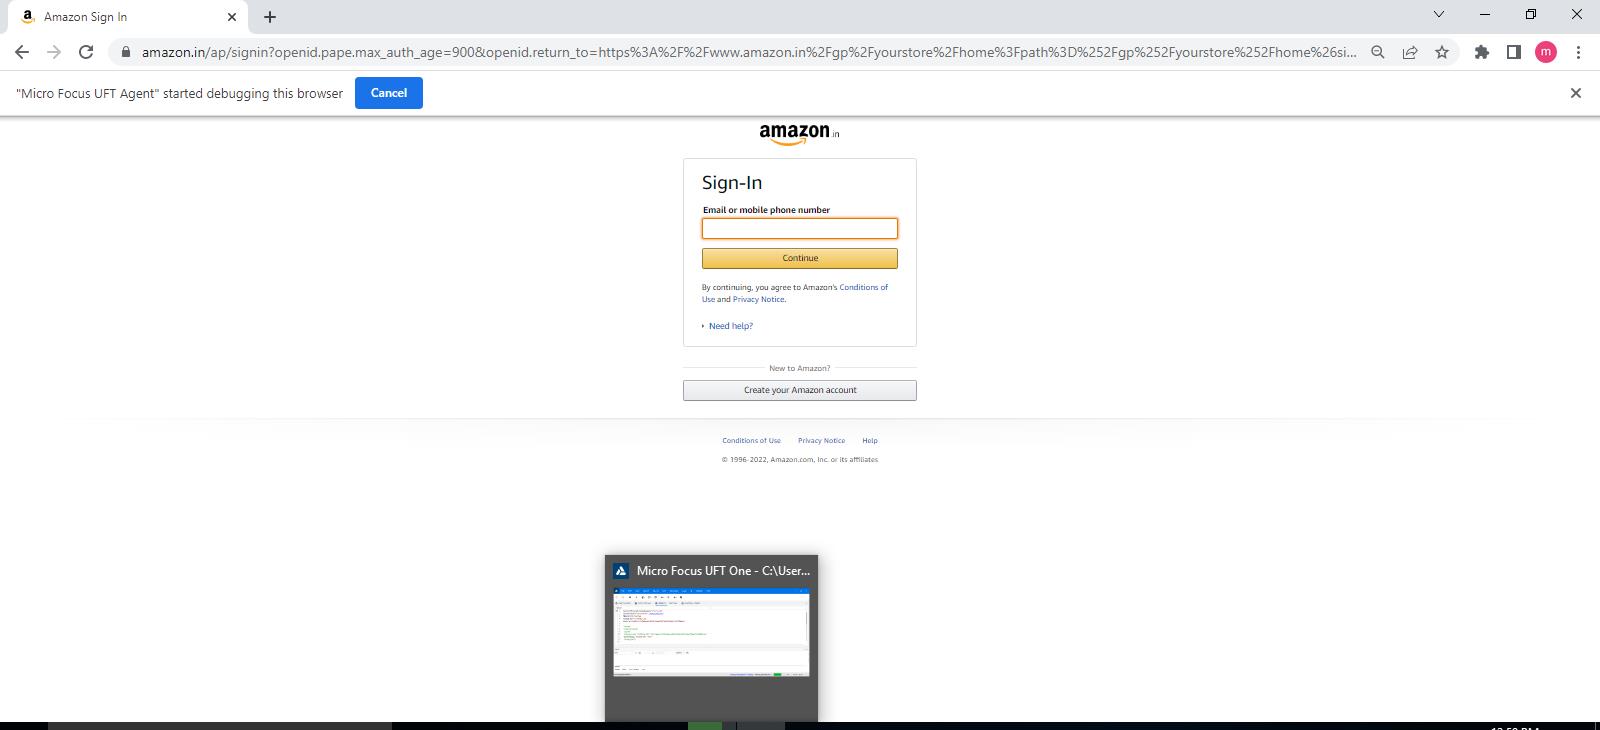 Amazon Sign In
amazon.in/ap/signin?openid.pape.max_auth_age=900&openid.return_to=https%3A%2F%2Fwww.amazon.in%2Fgp%2Fyourstore%2Fhome%3Fpath%3D%252Fgp%252Fyourstore%252Fhome%26si...
m
"Micro Focus UFT Agent" started debugging this browser
Cancel
amazon.in
Sign-In
Email or mobile phone number
Continue
By continuing, you agree to Amazon's Conditions of
Use and Privacy Notice.
Need help?
New to Amazon?
Create your Amazon account
Conditions of Use Privacy Notice Help
© 1996-2022, Amazon.com, Inc. or its affiliates
Micro Focus UFT One - C:\User...